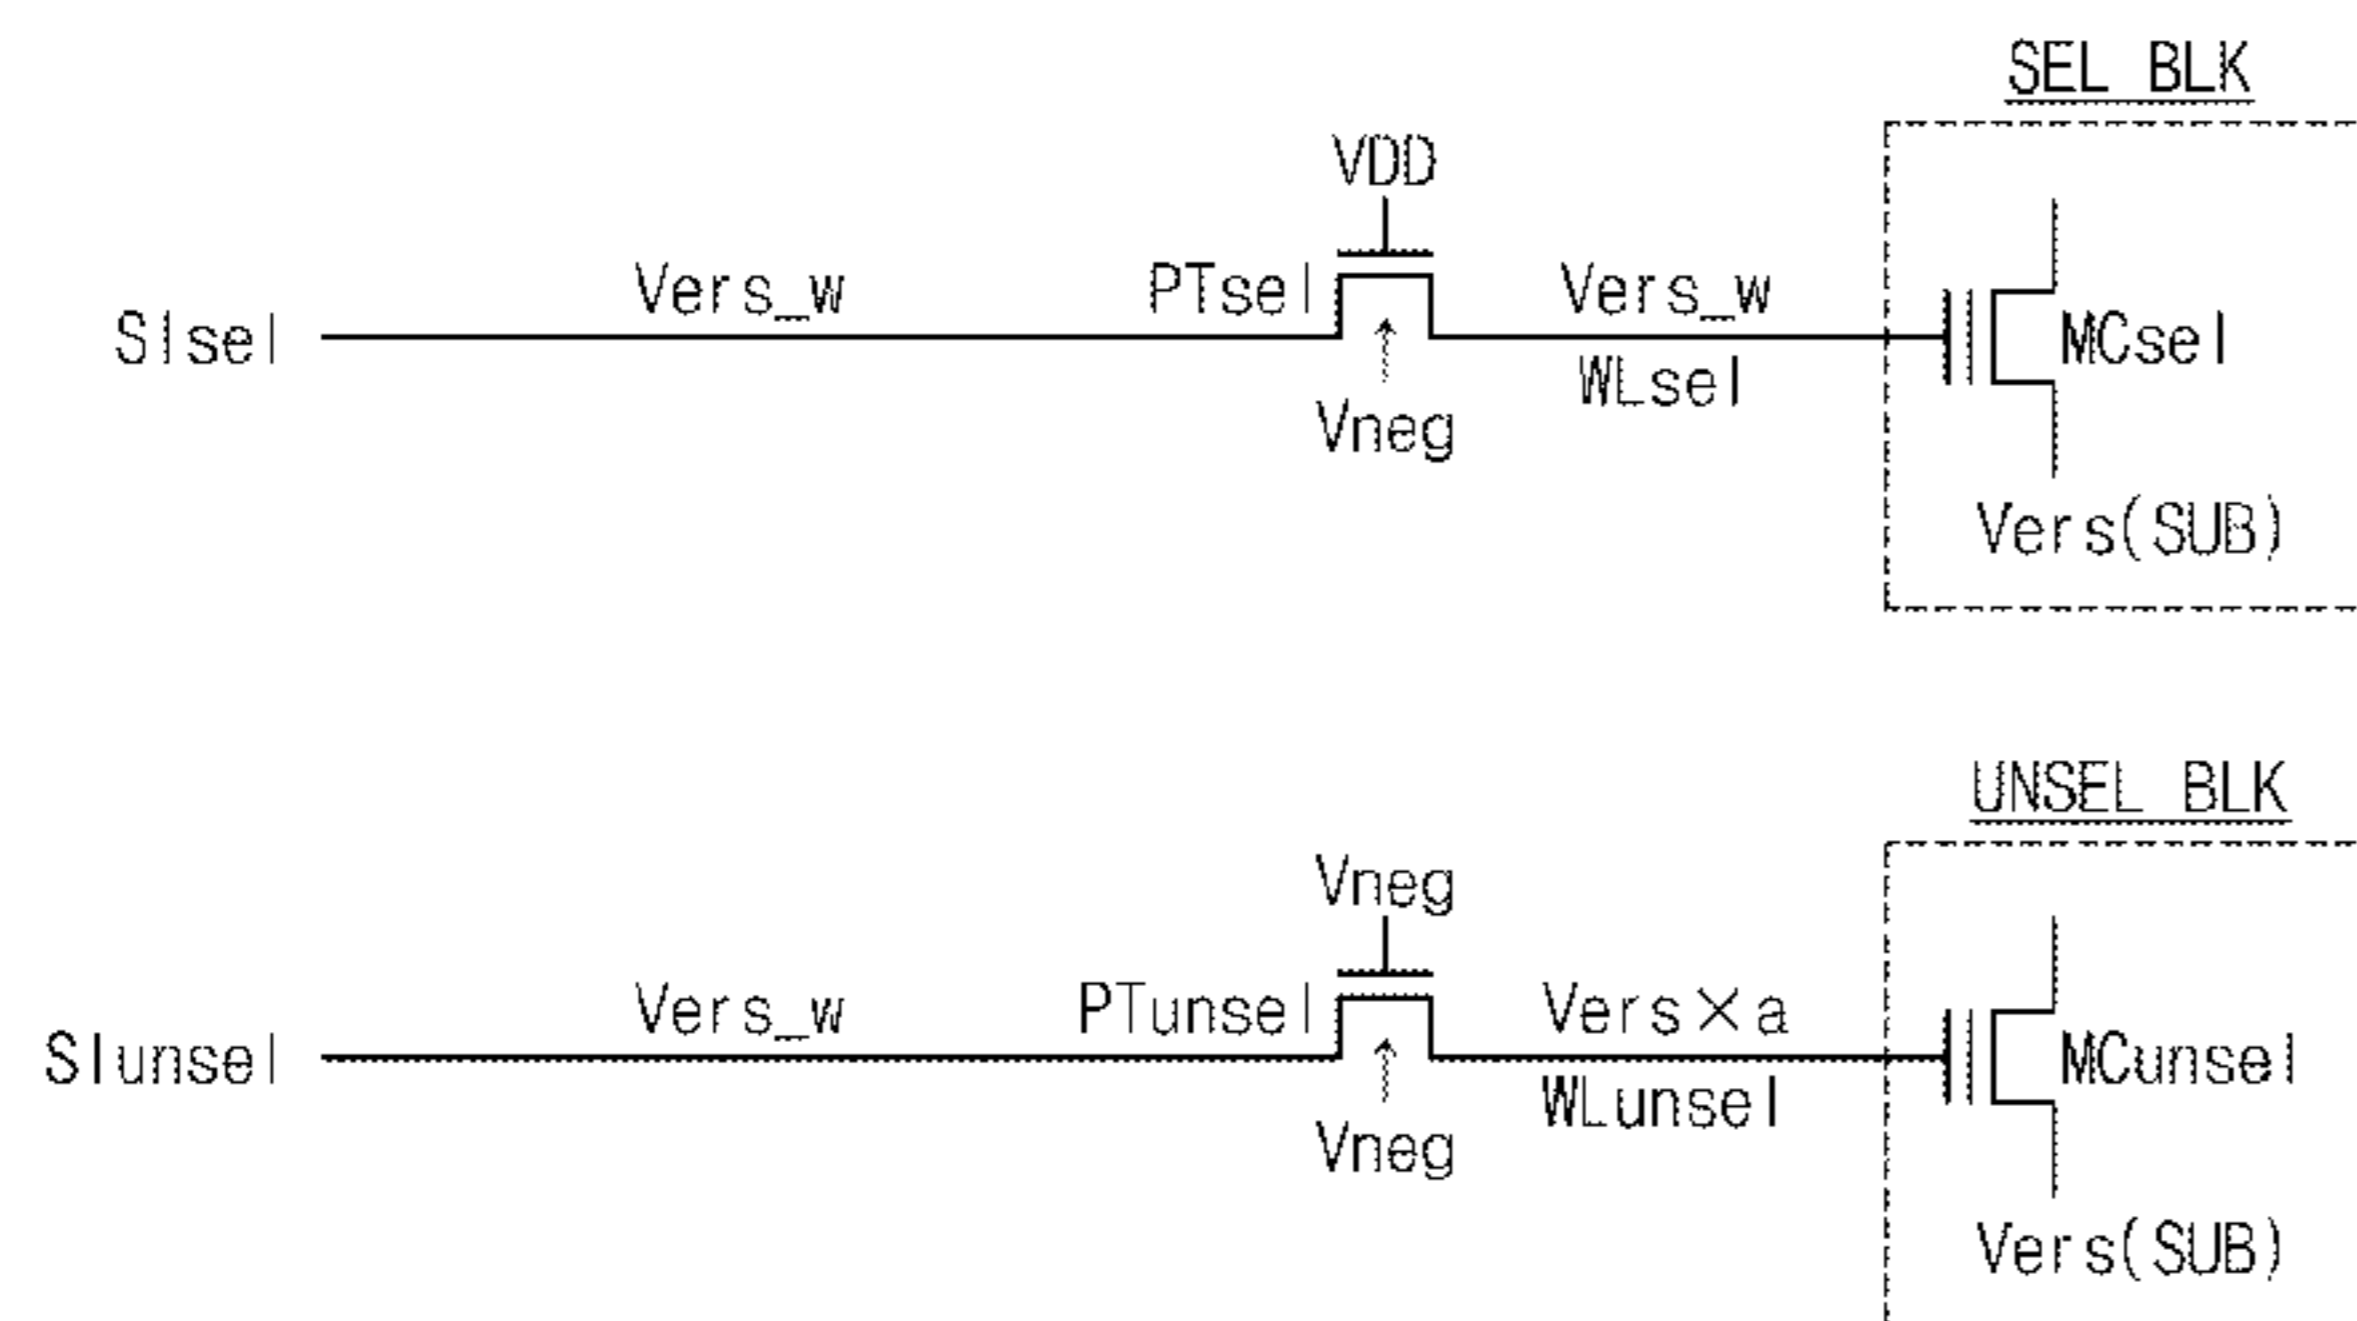 SEL BLK
VDD
Vers_w
PTsel
Vers_w
SIsel
WLsel
MCsel
Vneg
Vers(SUB)
UNSEL BLK
Vneg
Vers_w
PTunsel
Vers×a
SIunsel
WLunsel
MCunsel
Vneg
Vers(SUB)